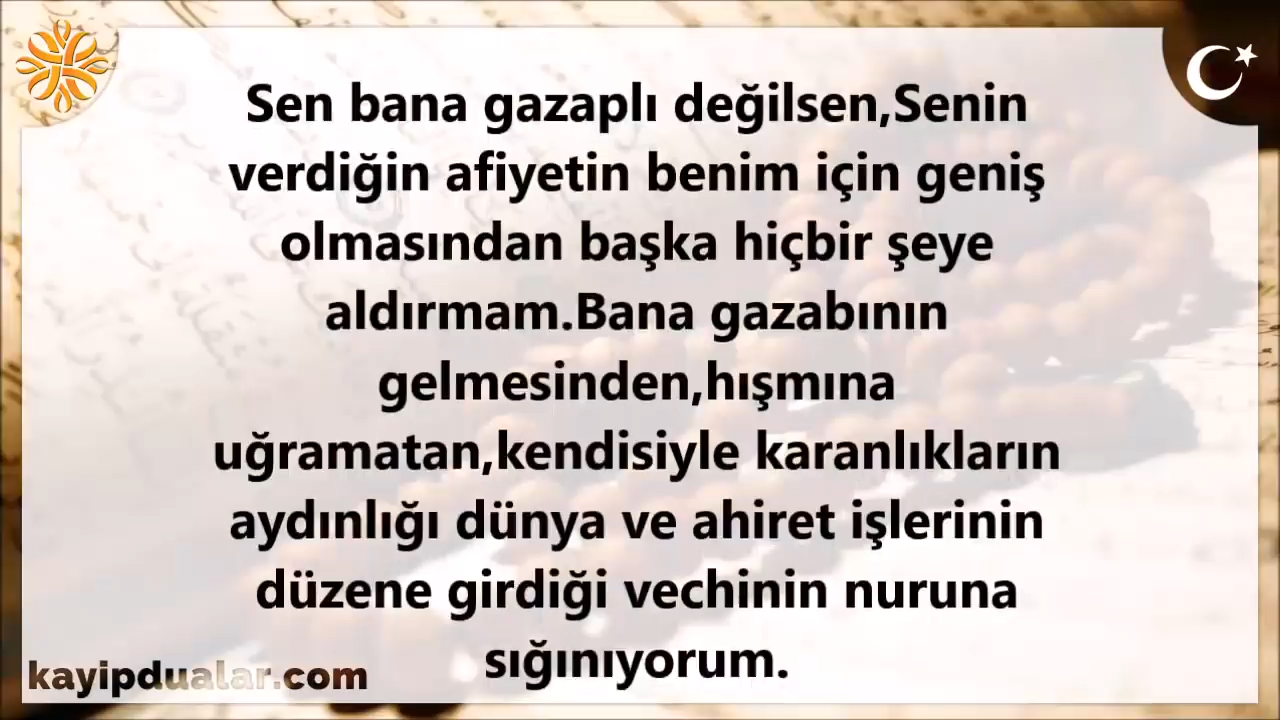 Sen bana gazaplı değilsen,Senin
verdiğin afiyetin benim için geniş
olmasından başka hiçbir şeye
aldırmam.Bana gazabının
gelmesinden,hışmına
uğramatan,kendisiyle karanlıkların
aydınlığı dünya ve ahiret işlerinin
düzene girdiği vechinin nuruna
sığınıyorum.
kayipdualar.com